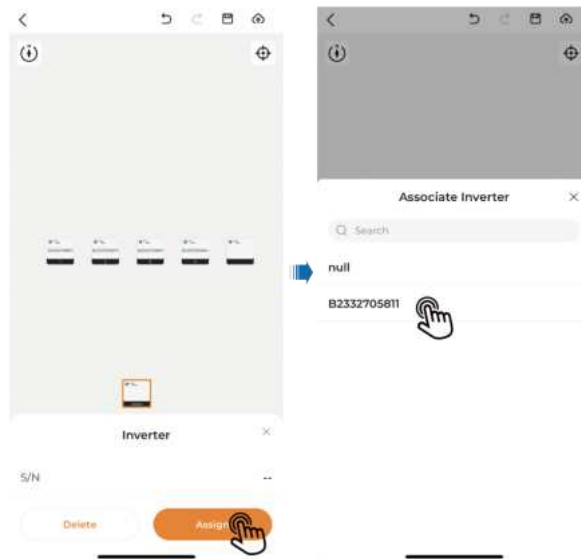 Inverter
S/N
--
Delete
Assign
Associate Inverter
Search
null
B2332705811